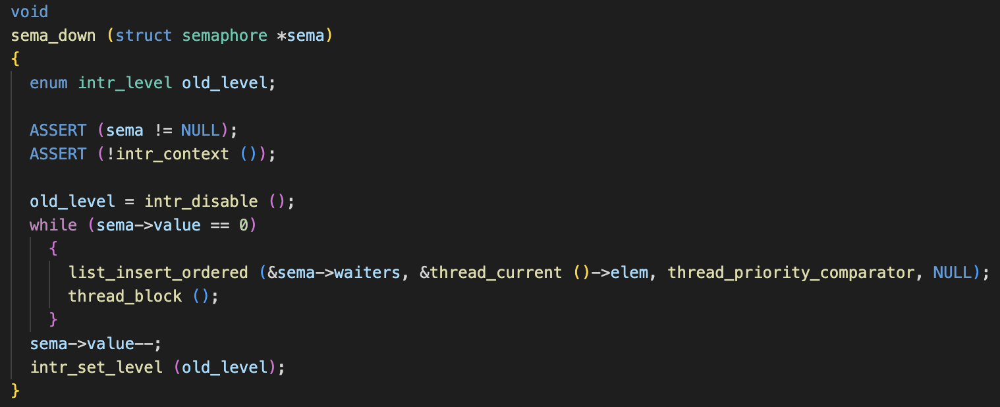 void
sema_down (struct semaphore *sema)
{
  enum intr_level old_level;

  ASSERT (sema != NULL);
  ASSERT (!intr_context ());

  old_level = intr_disable ();
  while (sema->value == 0)
    {
      list_insert_ordered (&sema->waiters, &thread_current ()->elem, thread_priority_comparator, NULL);
      thread_block ();
    }
  sema->value--;
  intr_set_level (old_level);
}